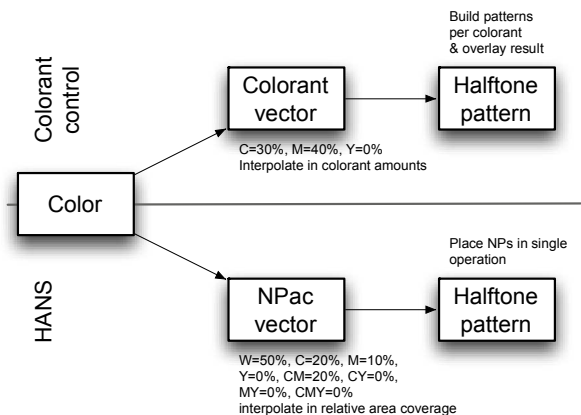 Build patterns
per colorant
& overlay result
Colorant
control
Colorant
vector
Halftone
pattern
C=30%, M=40%, Y=0%
Interpolate in colorant amounts
Color
Place NPs in single
operation
HANS
NPac
vector
Halftone
pattern
W=50%, C=20%, M=10%,
Y=0%, CM=20%, CY=0%,
MY=0%, CMY=0%
interpolate in relative area coverage